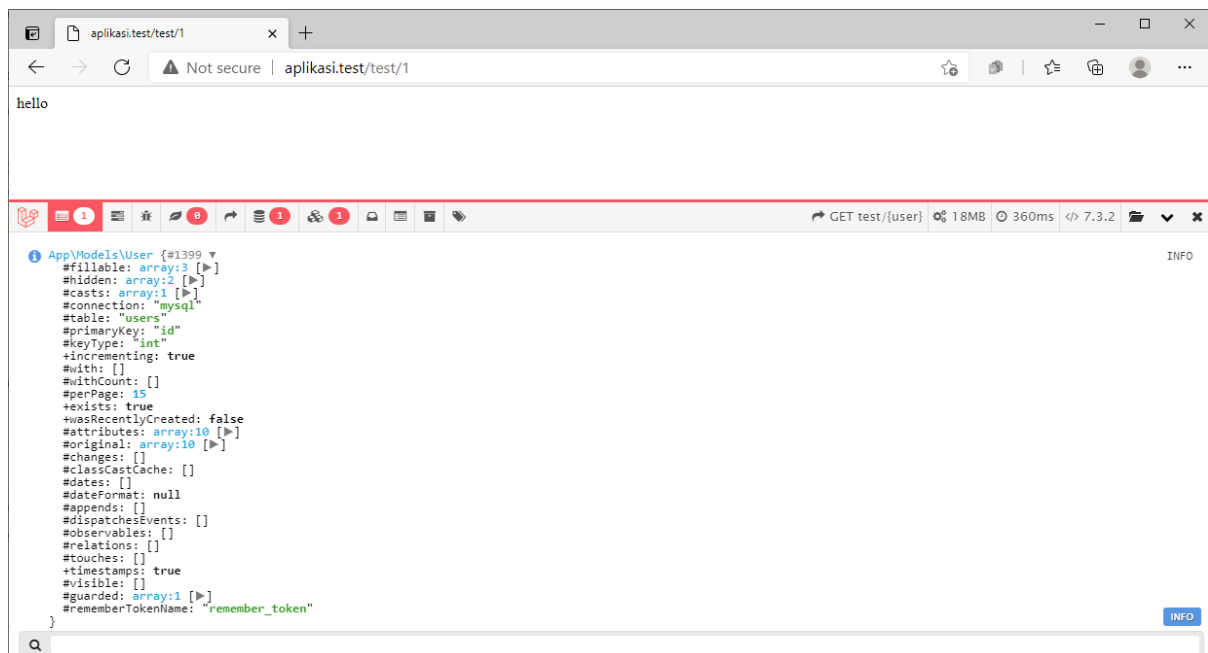 aplikasi.test/test/1
Not secure | aplikasi.test/test/1
hello
1 0 1 1 GET test/{user} 18MB 360ms 7.3.2
App\Models\User {#1399 ▼ INFO
#fillable: array:3 [▶]
#hidden: array:2 [▶]
#casts: array:1 [▶]
#connection: "mysql"
#table: "users"
#primaryKey: "id"
#keyType: "int"
+incrementing: true
#with: []
#withCount: []
#perPage: 15
+exists: true
+wasRecentlyCreated: false
#attributes: array:10 [▶]
#original: array:10 [▶]
#changes: []
#classCastCache: []
#dates: []
#dateFormat: null
#appends: []
#dispatchesEvents: []
#observables: []
#relations: []
#touches: []
+timestamps: true
#visible: []
#guarded: array:1 [▶]
#rememberTokenName: "remember_token"
}
INFO